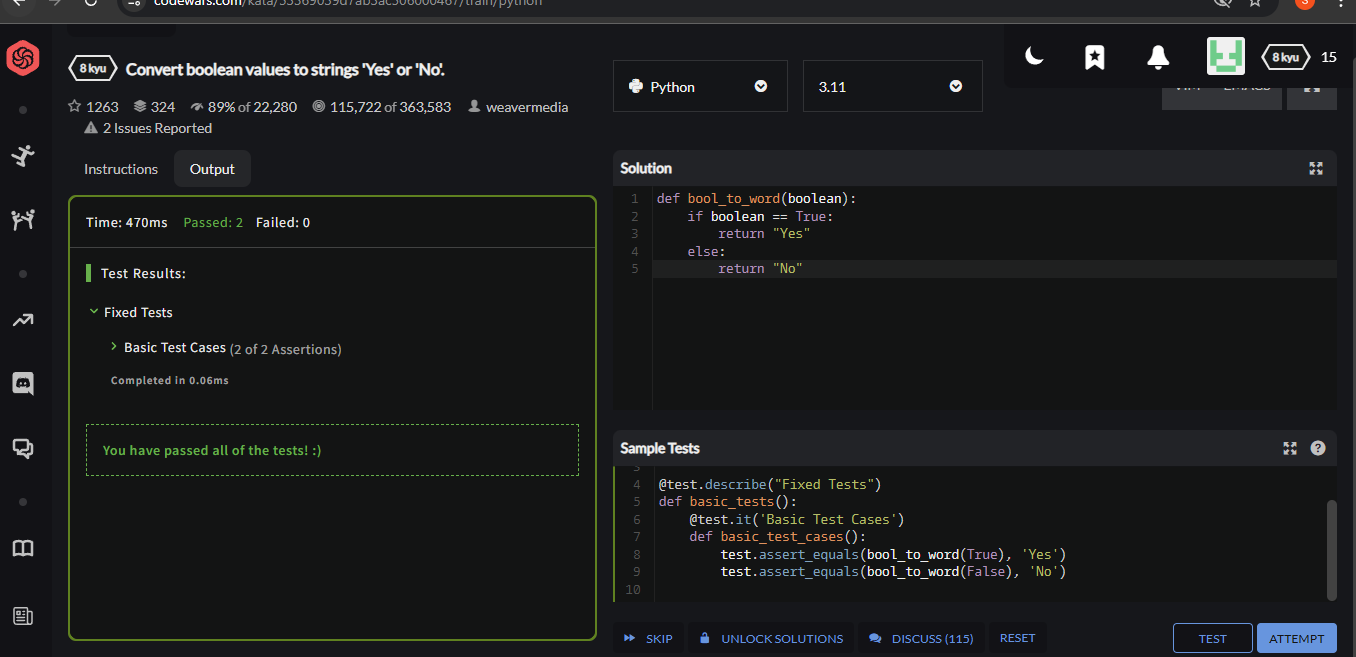 codewars.com/kata/53369039d7ab3ac506000467/train/python
8 kyu Convert boolean values to strings 'Yes' or 'No'.
1263 324 89% of 22,280 115,722 of 363,583 weavermedia
2 Issues Reported
Python
3.11
8 kyu 15
VIM EMACS
Instructions Output
Time: 470ms Passed: 2 Failed: 0
Test Results:
Fixed Tests
Basic Test Cases (2 of 2 Assertions)
Completed in 0.06ms
You have passed all of the tests! :)
Solution
1 def bool_to_word(boolean):
2 if boolean == True:
3 return "Yes"
4 else:
5 return "No"
Sample Tests
3
4 @test.describe("Fixed Tests")
5 def basic_tests():
6 @test.it('Basic Test Cases')
7 def basic_test_cases():
8 test.assert_equals(bool_to_word(True), 'Yes')
9 test.assert_equals(bool_to_word(False), 'No')
10
SKIP UNLOCK SOLUTIONS DISCUSS (115) RESET TEST ATTEMPT